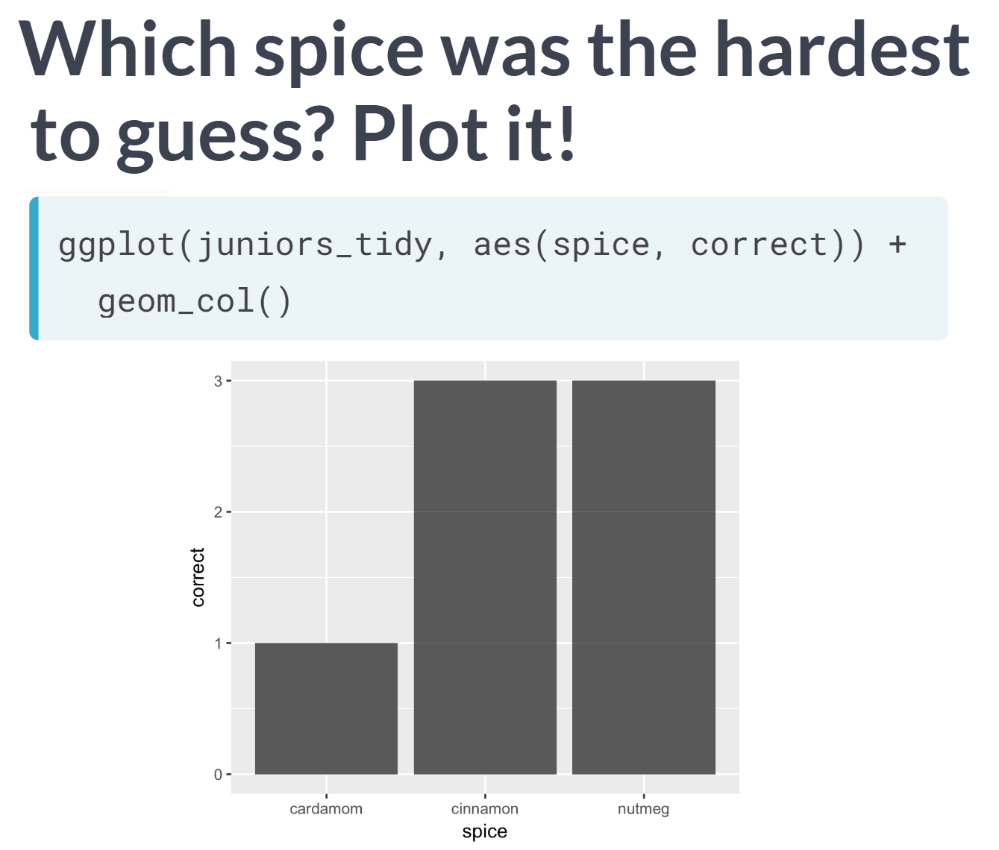 Which spice was the hardest
to guess? Plot it!
ggplot(juniors_tidy, aes(spice, correct)) +
  geom_col()
3
2
correct
1
0
cardamom cinnamon nutmeg
spice